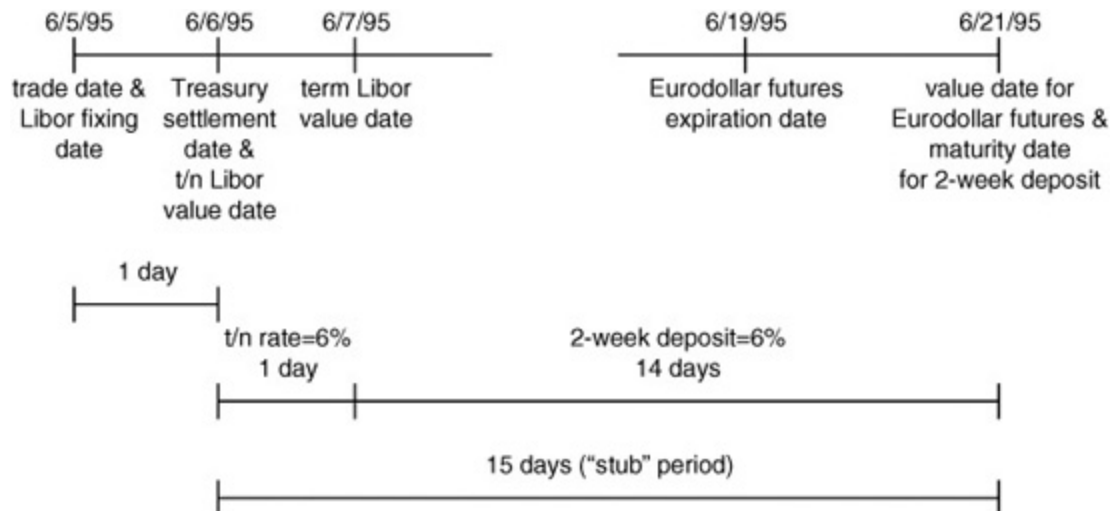 6/5/95 6/6/95 6/7/95 6/19/95 6/21/95
trade date &
Libor fixing
date
Treasury
settlement
date &
t/n Libor
value date
term Libor
value date
Eurodollar futures
expiration date
value date for
Eurodollar futures &
maturity date
for 2-week deposit
1 day
t/n rate=6%
1 day
2-week deposit=6%
14 days
15 days (“stub” period)